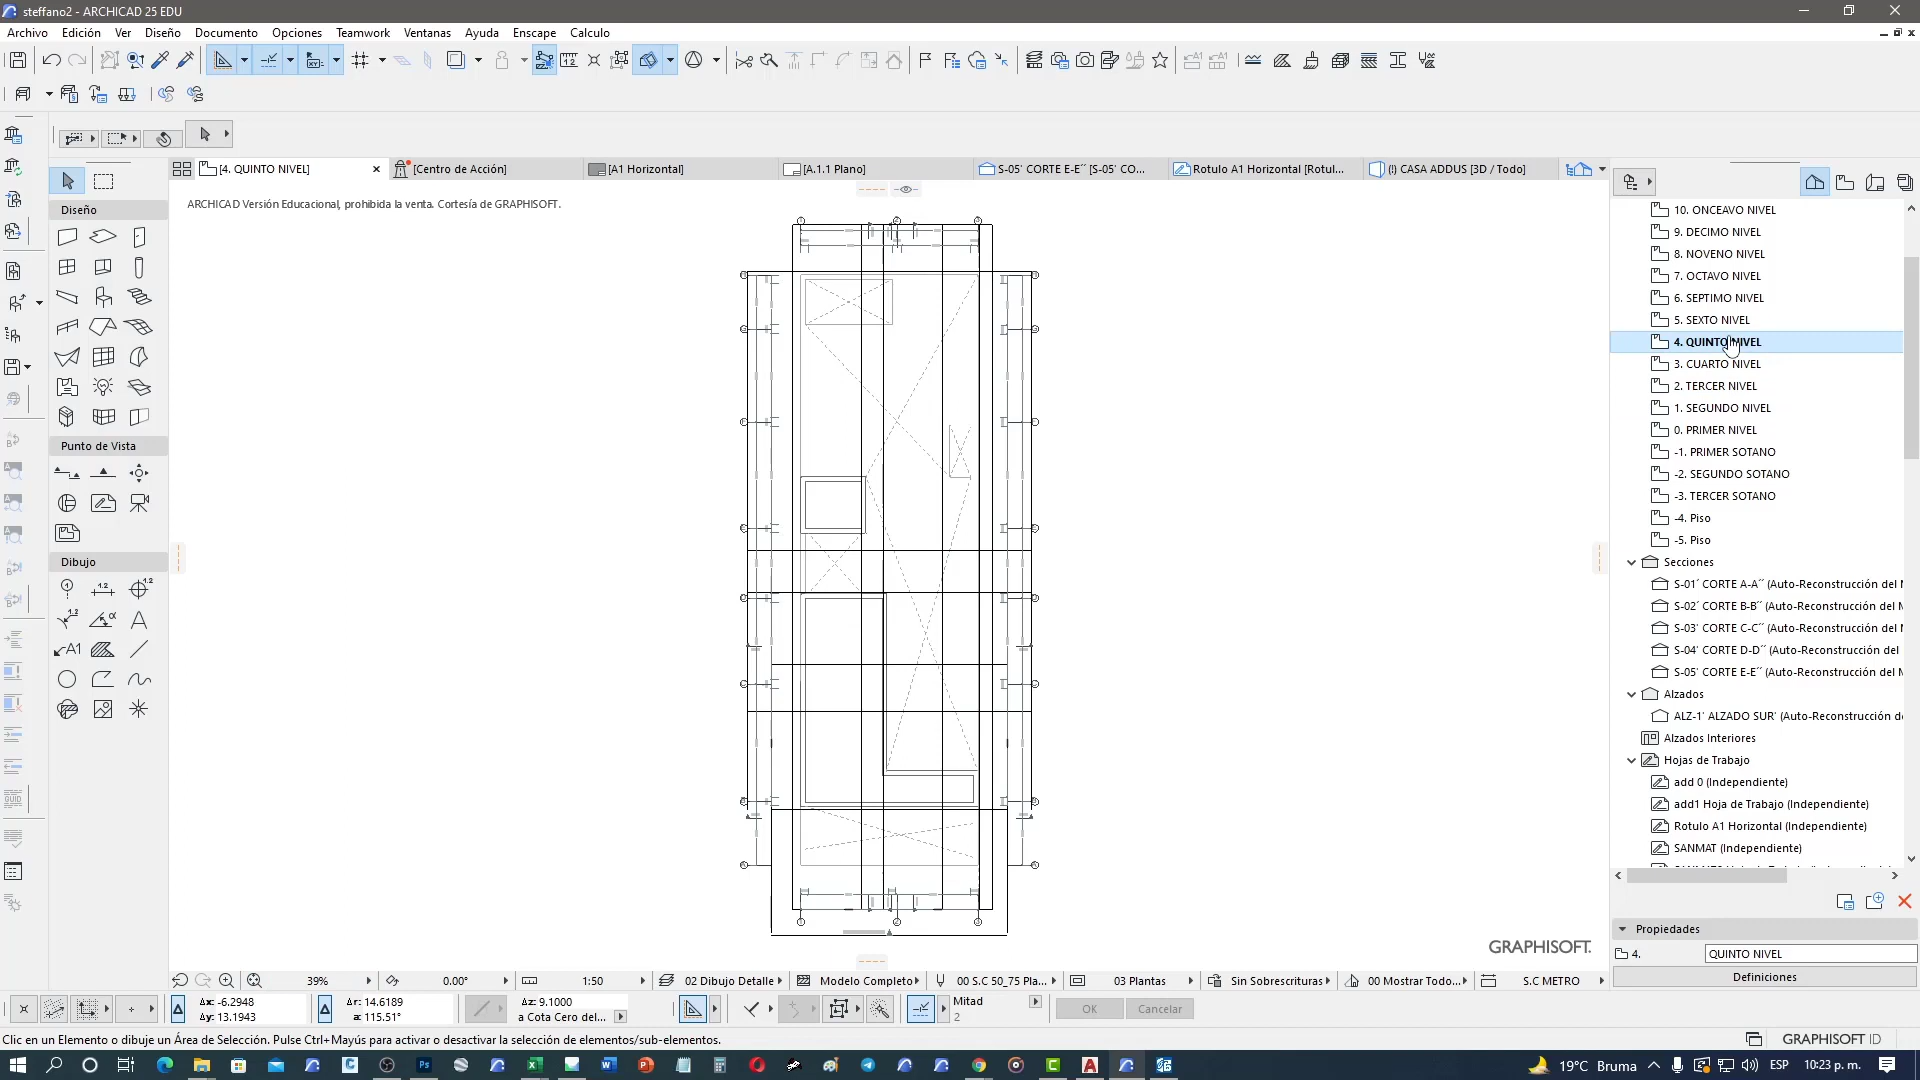 steffano2 - ARCHICAD 25 EDU
Archivo Edición Ver Diseño Documento Opciones Teamwork Ventanas Ayuda Enscape Calculo
[4. QUINTO NIVEL]
[Centro de Acción]
[A1 Horizontal]
[A.1.1 Plano]
S-05' CORTE E-E´´ [S-05' CO...
Rotulo A1 Horizontal [Rotul...
(!) CASA ADDUS [3D / Todo]
ARCHICAD Versión Educacional, prohibida la venta. Cortesía de GRAPHISOFT.
Diseño
Punto de Vista
Dibujo
10. ONCEAVO NIVEL
9. DECIMO NIVEL
8. NOVENO NIVEL
7. OCTAVO NIVEL
6. SEPTIMO NIVEL
5. SEXTO NIVEL
4. QUINTO NIVEL
3. CUARTO NIVEL
2. TERCER NIVEL
1. SEGUNDO NIVEL
0. PRIMER NIVEL
-1. PRIMER SOTANO
-2. SEGUNDO SOTANO
-3. TERCER SOTANO
-4. Piso
-5. Piso
Secciones
S-01' CORTE A-A´´ (Auto-Reconstrucción del M
S-02' CORTE B-B´´ (Auto-Reconstrucción del M
S-03' CORTE C-C´´ (Auto-Reconstrucción del M
S-04' CORTE D-D´´ (Auto-Reconstrucción del
S-05' CORTE E-E´´ (Auto-Reconstrucción del M
Alzados
ALZ-1' ALZADO SUR' (Auto-Reconstrucción de
Alzados Interiores
Hojas de Trabajo
add 0 (Independiente)
add1 Hoja de Trabajo (Independiente)
Rotulo A1 Horizontal (Independiente)
SANMAT (Independiente)
Propiedades
4. QUINTO NIVEL
Definiciones
GRAPHISOFT.
39% 0.00° 1:50 02 Dibujo Detalle Modelo Completo 00 S.C 50_75 Pla... 03 Plantas Sin Sobrescrituras 00 Mostrar Todo... S.C METRO
Δx: -6.2948
Δy: 13.1943
Δr: 14.6189
a: 115.51°
Δz: 9.1000
a Cota Cero del...
Mitad
2
OK
Cancelar
Clic en un Elemento o dibuje un Área de Selección. Pulse Ctrl+Mayús para activar o desactivar la selección de elementos/sub-elementos.
GRAPHISOFT ID
19°C Bruma
ESP
10:23 p. m.